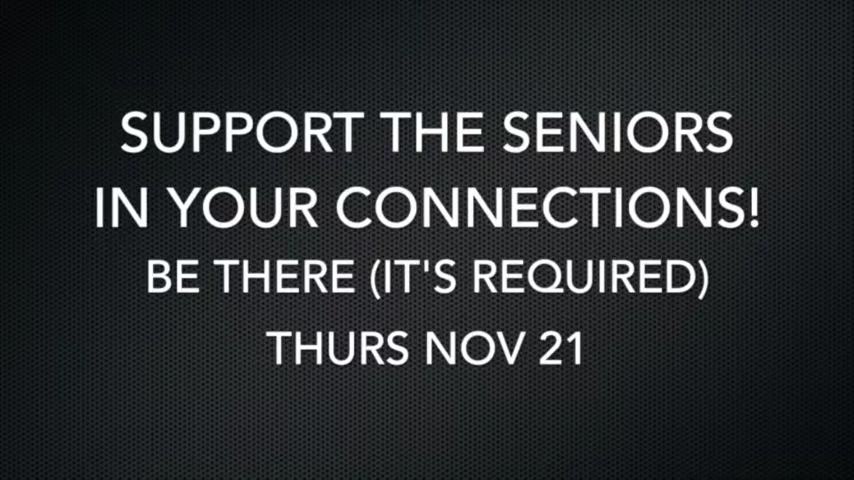 SUPPORT THE SENIORS
IN YOUR CONNECTIONS!
BE THERE (IT'S REQUIRED)
THURS NOV 21